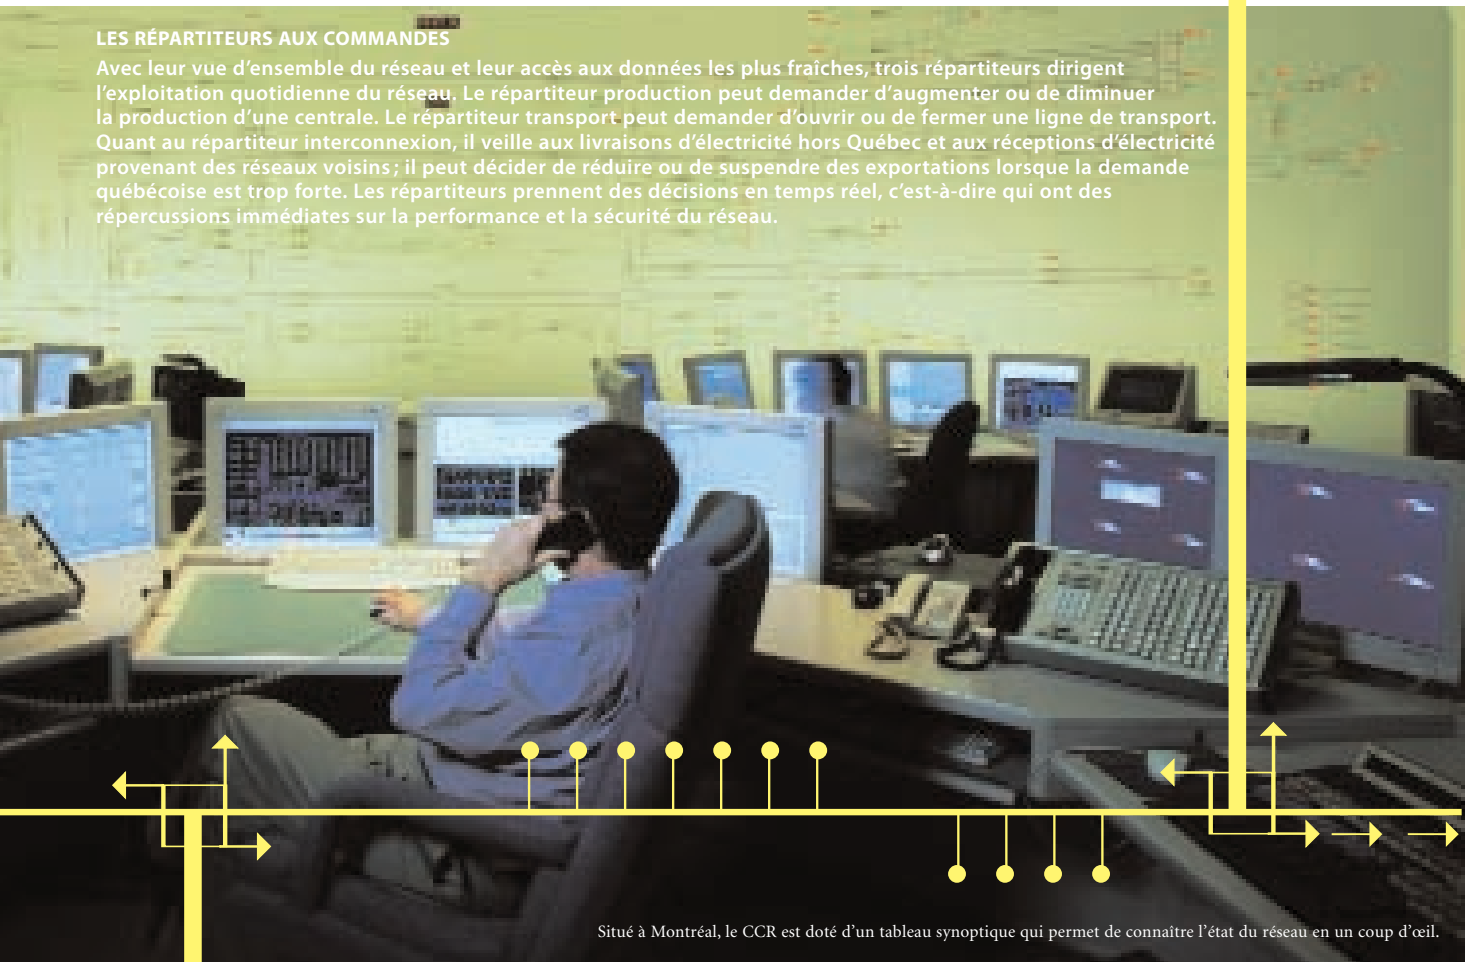 LES RÉPARTITEURS AUX COMMANDES
Avec leur vue d’ensemble du réseau et leur accès aux données les plus fraîches, trois répartiteurs dirigent
l’exploitation quotidienne du réseau. Le répartiteur production peut demander d’augmenter ou de diminuer
la production d’une centrale. Le répartiteur transport peut demander d’ouvrir ou de fermer une ligne de transport.
Quant au répartiteur interconnexion, il veille aux livraisons d’électricité hors Québec et aux réceptions d’électricité
provenant des réseaux voisins ; il peut décider de réduire ou de suspendre des exportations lorsque la demande
québécoise est trop forte. Les répartiteurs prennent des décisions en temps réel, c’est-à-dire qui ont des
répercussions immédiates sur la performance et la sécurité du réseau.
Situé à Montréal, le CCR est doté d’un tableau synoptique qui permet de connaître l’état du réseau en un coup d’œil.